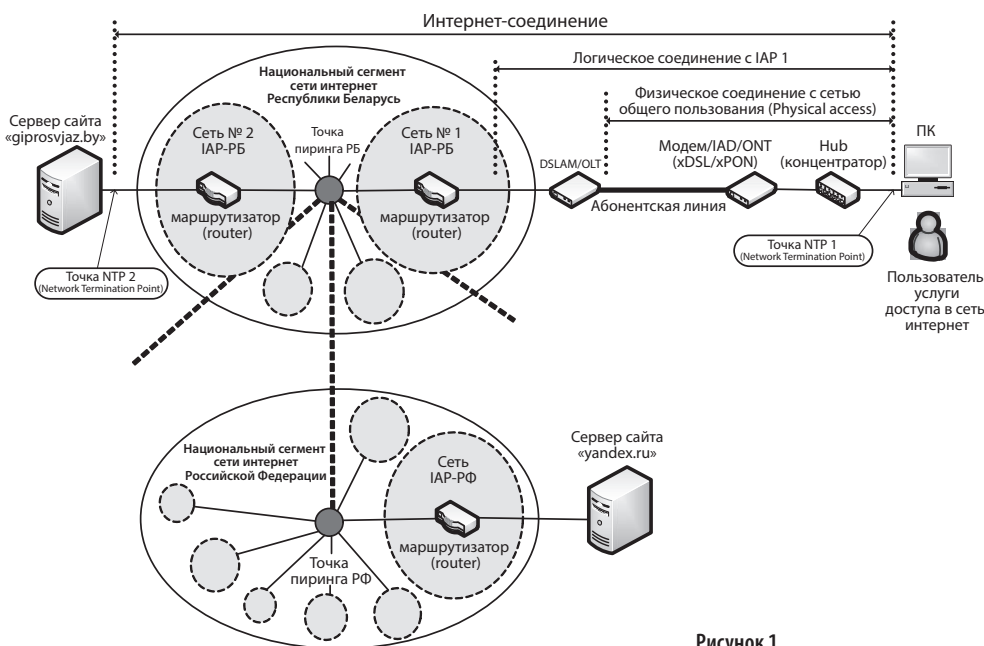 Интернет-соединение
Логическое соединение с IAP 1
Физическое соединение с сетью
общего пользования (Physical access)
Национальный сегмент
сети интернет
Республики Беларусь
Сервер сайта
«giprosvjaz.by»
Сеть № 2
IAP-РБ
Точка
пиринга РБ
Сеть № 1
IAP-РБ
DSLAM/OLT
Модем/IAD/ONT
(xDSL/xPON)
Hub
(концентратор)
ПК
маршрутизатор
(router)
маршрутизатор
(router)
Абонентская линия
Точка NTP 2
(Network Termination Point)
Точка NTP 1
(Network Termination Point)
Пользователь
услуги
доступа в сеть
интернет
Национальный сегмент
сети интернет
Российской Федерации
Сеть
IAP-РФ
Сервер сайта
«yandex.ru»
маршрутизатор
(router)
Точка
пиринга РФ
Рисунок 1